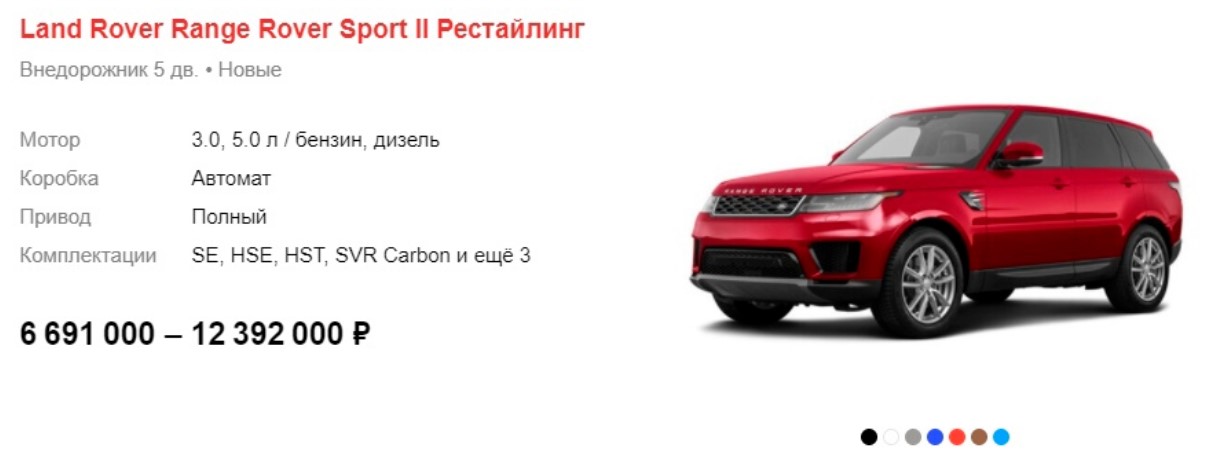 Land Rover Range Rover Sport II Рестайлинг
Внедорожник 5 дв. • Новые
Мотор 3.0, 5.0 л / бензин, дизель
Коробка Автомат
Привод Полный
Комплектации SE, HSE, HST, SVR Carbon и ещё 3
6 691 000 – 12 392 000 ₽
RANGE ROVER